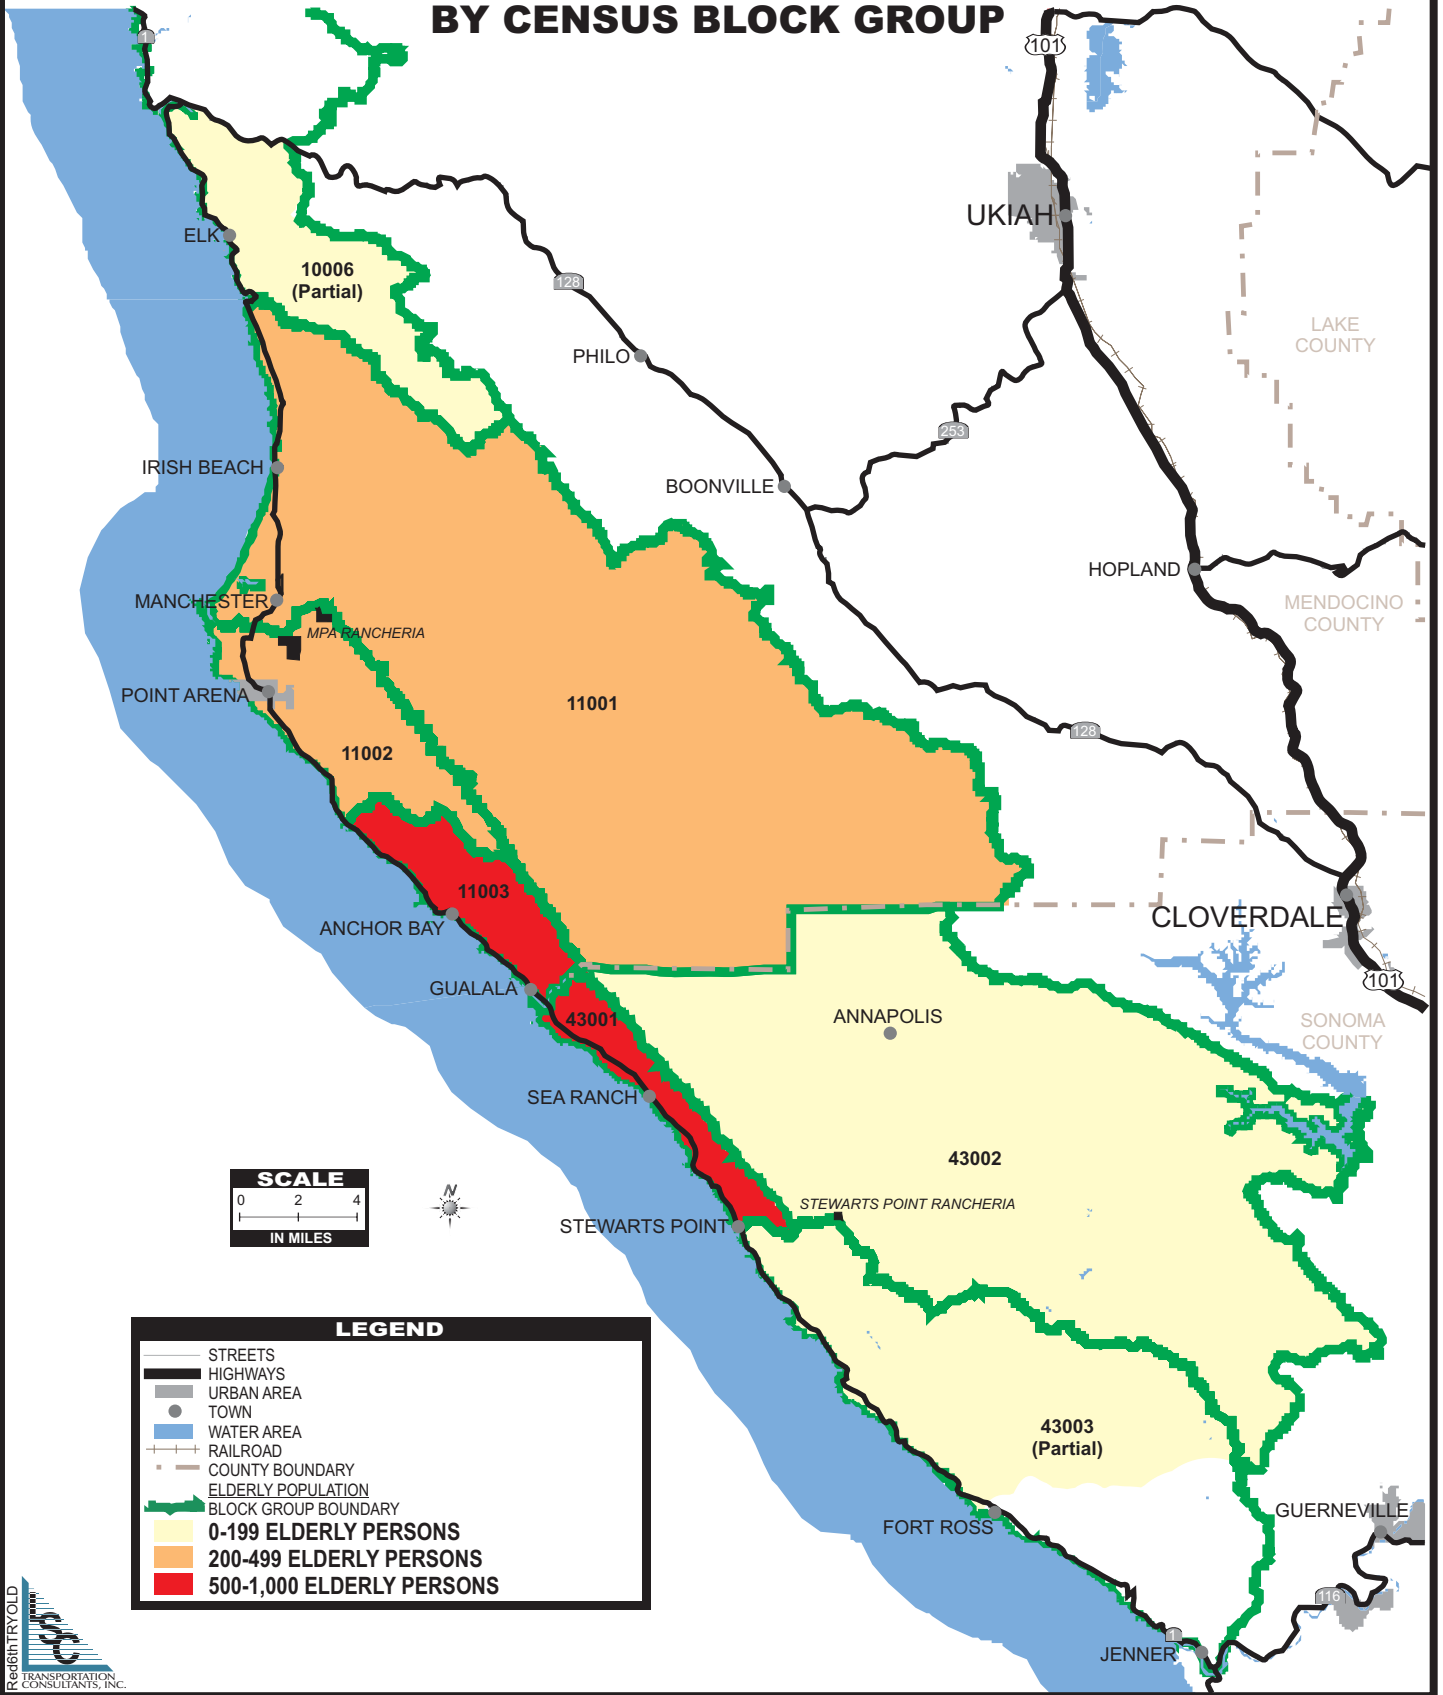 BY CENSUS BLOCK GROUP
1
101
UKIAH
ELK
10006
(Partial)
128
LAKE
COUNTY
PHILO
253
IRISH BEACH
BOONVILLE
HOPLAND
MANCHESTER
MENDOCINO
COUNTY
MPA RANCHERIA
POINT ARENA
11001
128
11002
11003
CLOVERDALE
ANCHOR BAY
101
GUALALA
43001
ANNAPOLIS
SONOMA
COUNTY
SEA RANCH
43002
SCALE
0 2 4
IN MILES
N
STEWARTS POINT RANCHERIA
STEWARTS POINT
LEGEND
STREETS
HIGHWAYS
URBAN AREA
TOWN
WATER AREA
RAILROAD
COUNTY BOUNDARY
ELDERLY POPULATION
BLOCK GROUP BOUNDARY
0-199 ELDERLY PERSONS
200-499 ELDERLY PERSONS
500-1,000 ELDERLY PERSONS
43003
(Partial)
GUERNEVILLE
FORT ROSS
116
1
JENNER
Red6thTRYOLD
LSC
TRANSPORTATION
CONSULTANTS, INC.